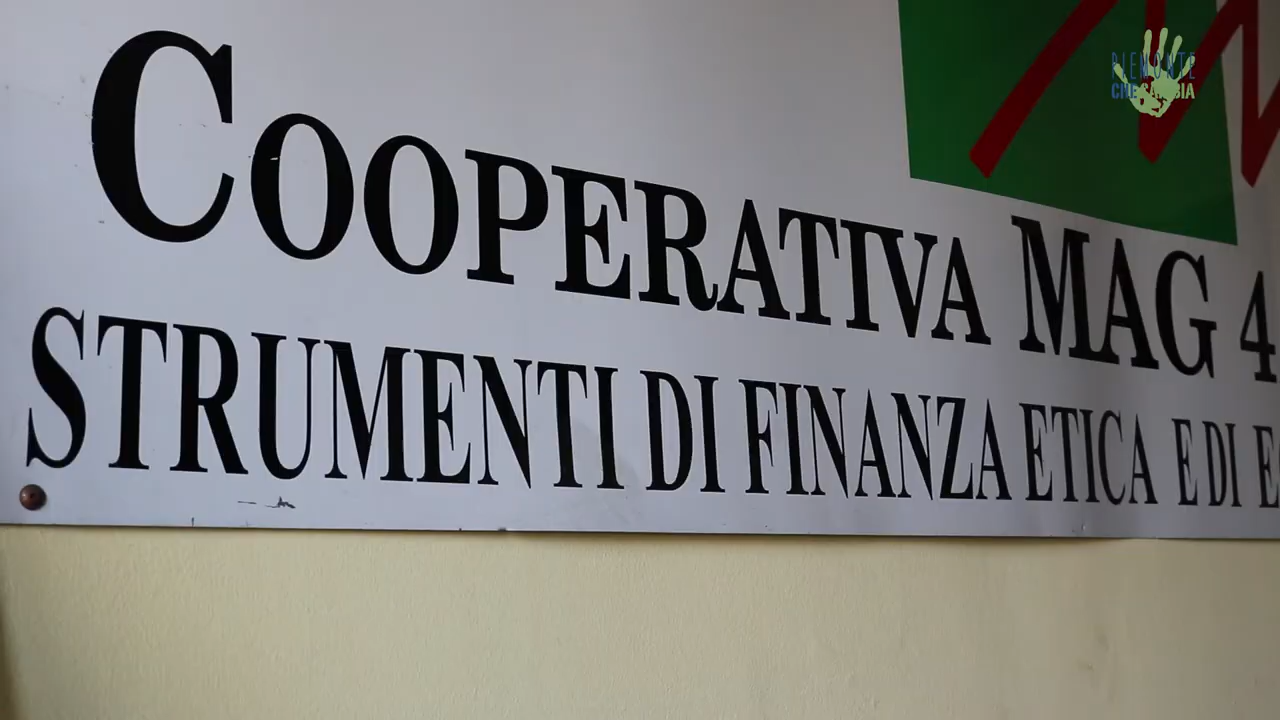 PIEMONTE
CHE CAMBIA
COOPERATIVA MAG 4
STRUMENTI DI FINANZA ETICA E DI E